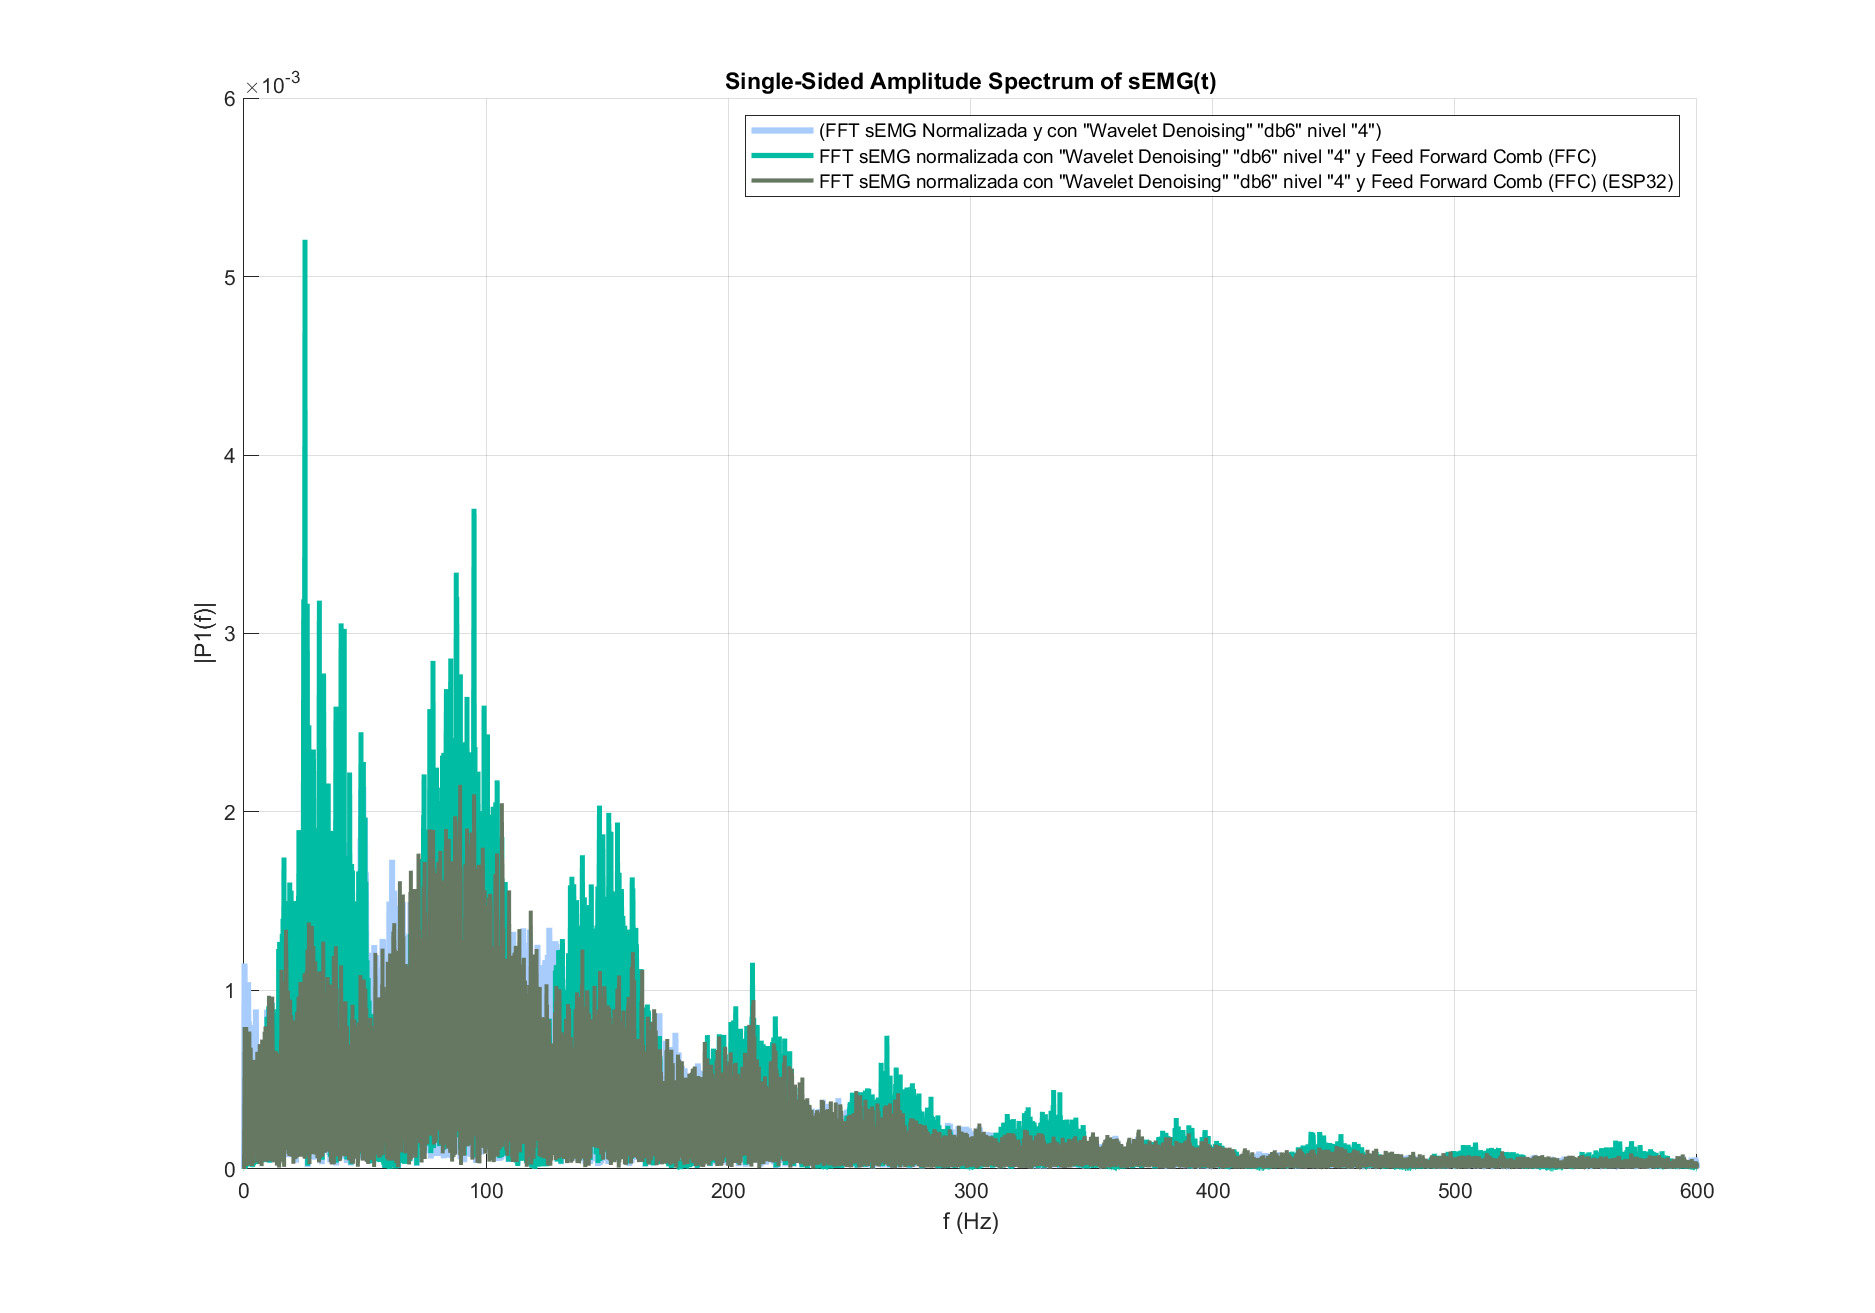 Single-Sided Amplitude Spectrum of sEMG(t)
×10-3
(FFT sEMG Normalizada y con "Wavelet Denoising" "db6" nivel "4")
FFT sEMG normalizada con "Wavelet Denoising" "db6" nivel "4" y Feed Forward Comb (FFC)
FFT sEMG normalizada con "Wavelet Denoising" "db6" nivel "4" y Feed Forward Comb (FFC) (ESP32)
6
5
4
3
2
1
0
|P1(f)|
0 100 200 300 400 500 600
f (Hz)